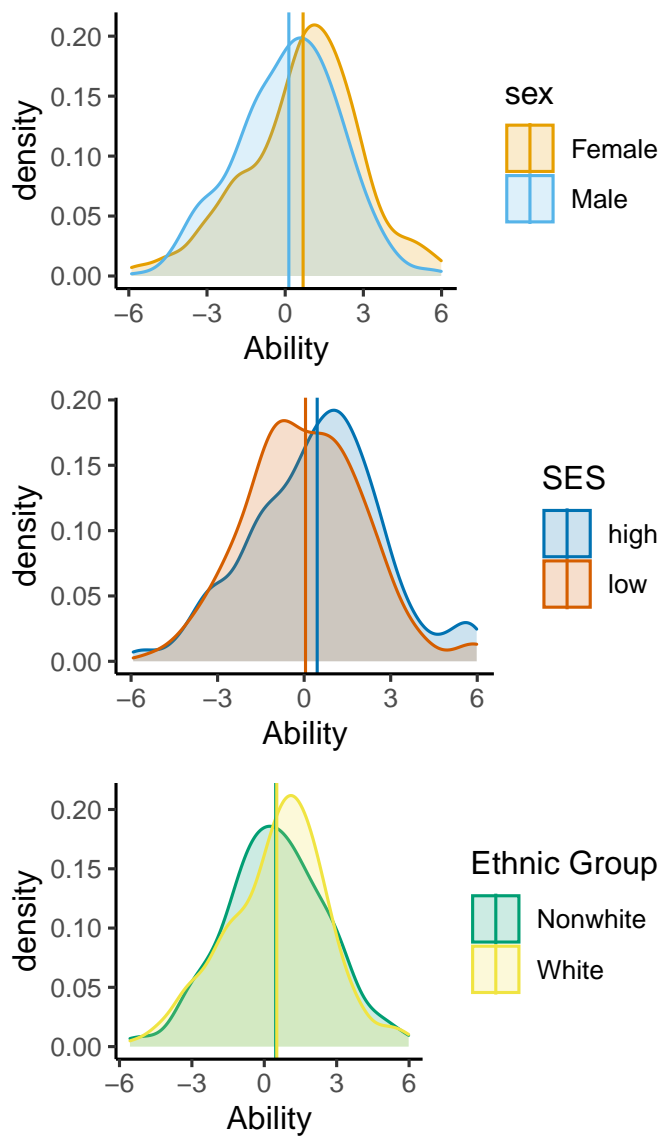 0.20
0.15
0.10
0.05
0.00
density
−6 −3 0 3 6
Ability
sex
Female
Male
0.20
0.15
0.10
0.05
0.00
density
−6 −3 0 3 6
Ability
SES
high
low
0.20
0.15
0.10
0.05
0.00
density
−6 −3 0 3 6
Ability
Ethnic Group
Nonwhite
White